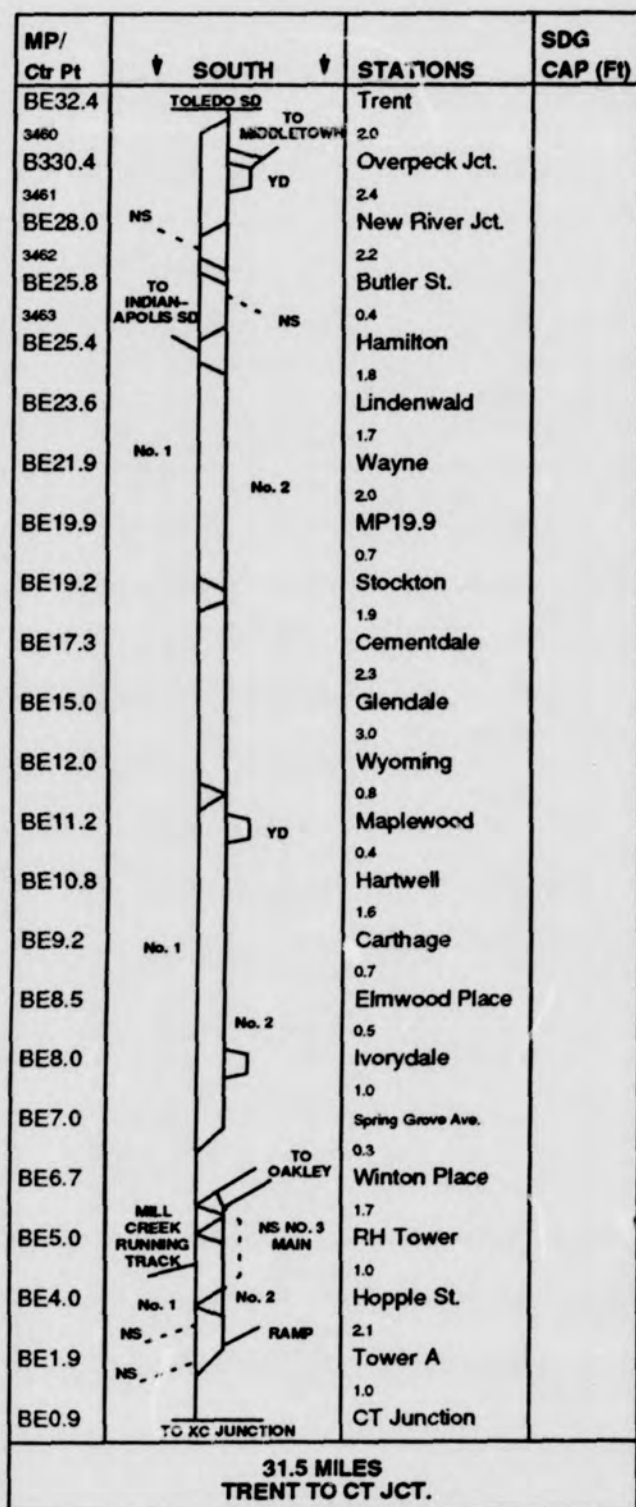 MP/ SDG
Ctr Pt SOUTH STATIONS CAP (Ft)
BE32.4 TOLEDO SD Trent
TO
3460 MIDDLETOWN 2.0
B330.4 Overpeck Jct.
YD
3461 2.4
BE28.0 NS New River Jct.
3462 2.2
BE25.8 TO Butler St.
INDIAN-
3463 APOLIS SD NS 0.4
BE25.4 Hamilton
1.8
BE23.6 Lindenwald
No. 1 1.7
BE21.9 Wayne
No. 2 2.0
BE19.9 MP19.9
0.7
BE19.2 Stockton
1.9
BE17.3 Cementdale
2.3
BE15.0 Glendale
3.0
BE12.0 Wyoming
0.8
BE11.2 YD Maplewood
0.4
BE10.8 Hartwell
1.6
BE9.2 No. 1 Carthage
0.7
BE8.5 Elmwood Place
No. 2 0.5
BE8.0 Ivorydale
1.0
BE7.0 Spring Grove Ave.
TO 0.3
BE6.7 OAKLEY Winton Place
MILL 1.7
CREEK NS NO. 3
BE5.0 RUNNING MAIN RH Tower
TRACK 1.0
BE4.0 No. 1 No. 2 Hopple St.
NS RAMP 2.1
BE1.9 NS Tower A
1.0
BE0.9 TO XC JUNCTION CT Junction
31.5 MILES
TRENT TO CT JCT.